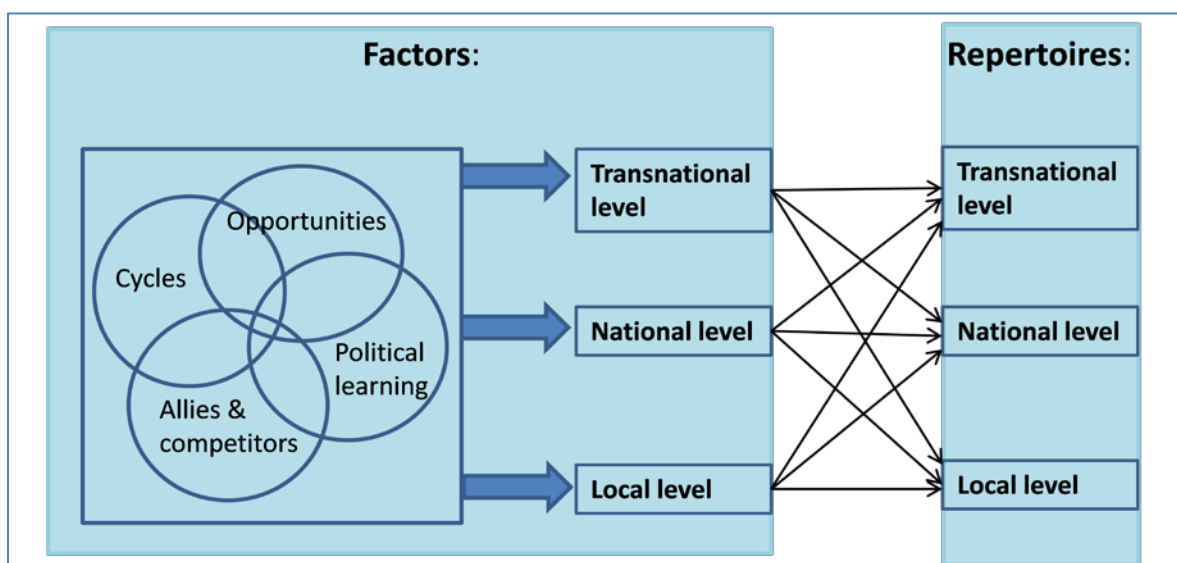 Factors:
Repertoires:
Opportunities
Cycles
Political
learning
Allies &
competitors
Transnational
level
National level
Local level
Transnational
level
National level
Local level